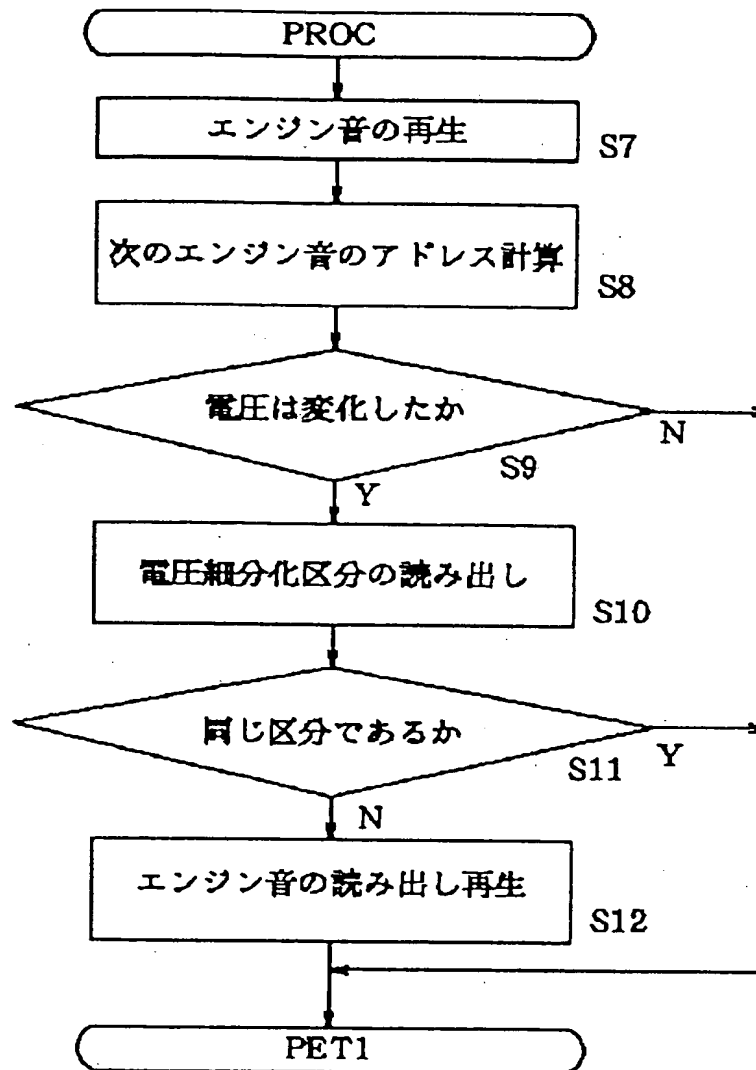 PROC
エンジン音の再生
S7
次のエンジン音のアドレス計算
S8
電圧は変化したか
N
S9
Y
電圧細分化区分の読み出し
S10
同じ区分であるか
Y
S11
N
エンジン音の読み出し再生
S12
PET1